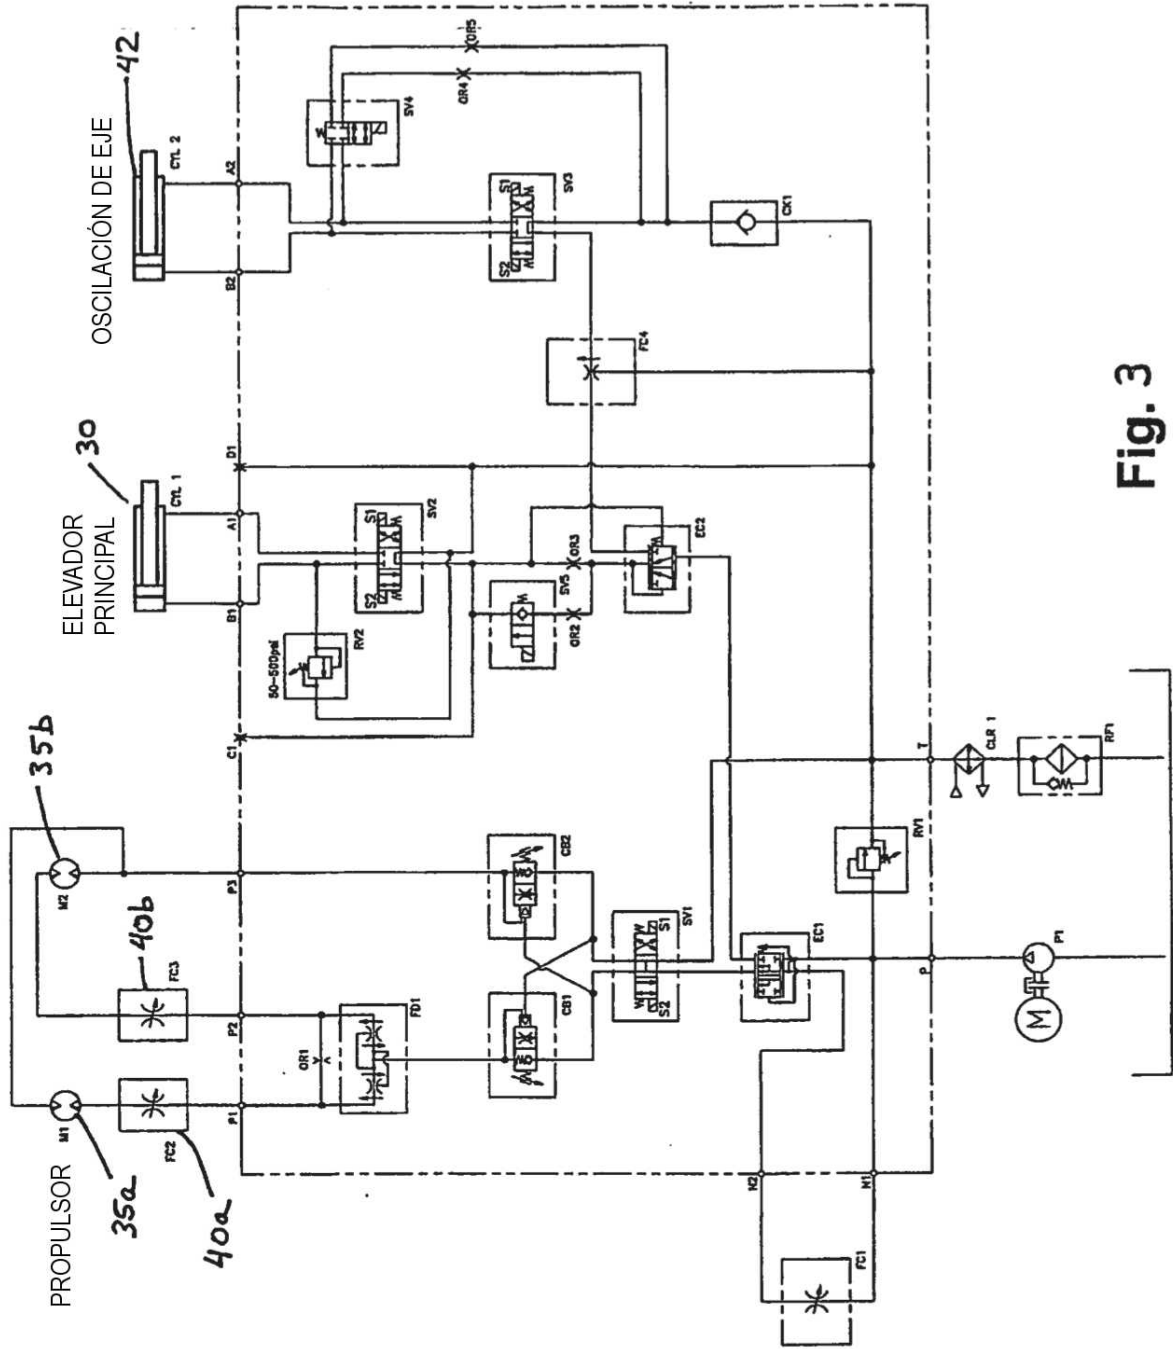 OSCILACIÓN DE EJE
42
CYL 2
B2
A2
OR5
OR4
SV4
S2
S1
SV3
CK1
FC4
ELEVADOR
PRINCIPAL
30
CYL 1
B1
A1
D1
50-500psi
RV2
S2
S1
SV2
C1
SV5
OR2
OR3
EC2
PROPULSOR
35a
M1
35b
M2
40a
FC2
40b
FC3
P1
P2
P3
OR1
FD1
CB1
CB2
S2
S1
SV1
EC1
RV1
N2
N1
P
T
FC1
M
P1
CLR 1
RF1
Fig. 3